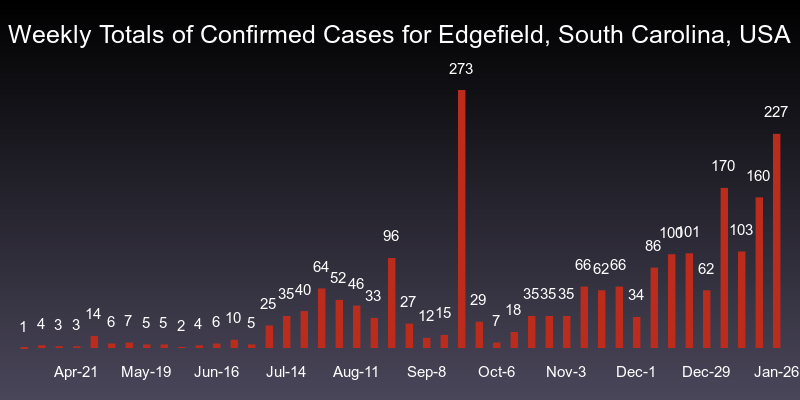 Weekly Totals of Confirmed Cases for Edgefield, South Carolina, USA
1 4 3 3 14 6 7 5 5 2 4 6 10 5 25 35 40 64 52 46 33 96 27 12 15 273 29 7 18 35 35 35 66 62 66 34 86 100 101 62 170 103 160 227
Apr-21 May-19 Jun-16 Jul-14 Aug-11 Sep-8 Oct-6 Nov-3 Dec-1 Dec-29 Jan-26